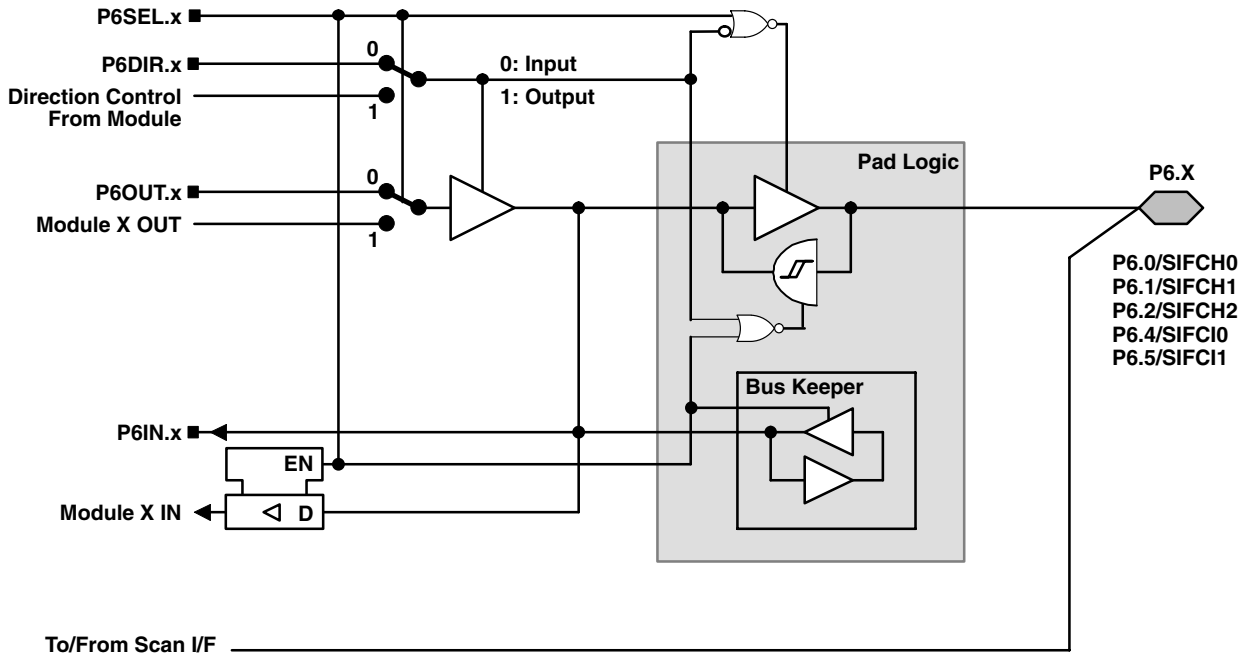 P6SEL.x
0
P6DIR.x
0: Input
Direction Control
From Module
1: Output
1
Pad Logic
P6.X
0
P6OUT.x
Module X OUT
1
P6.0/SIFCH0
P6.1/SIFCH1
P6.2/SIFCH2
P6.4/SIFCI0
P6.5/SIFCI1
Bus Keeper
P6IN.x
EN
Module X IN
D
To/From Scan I/F